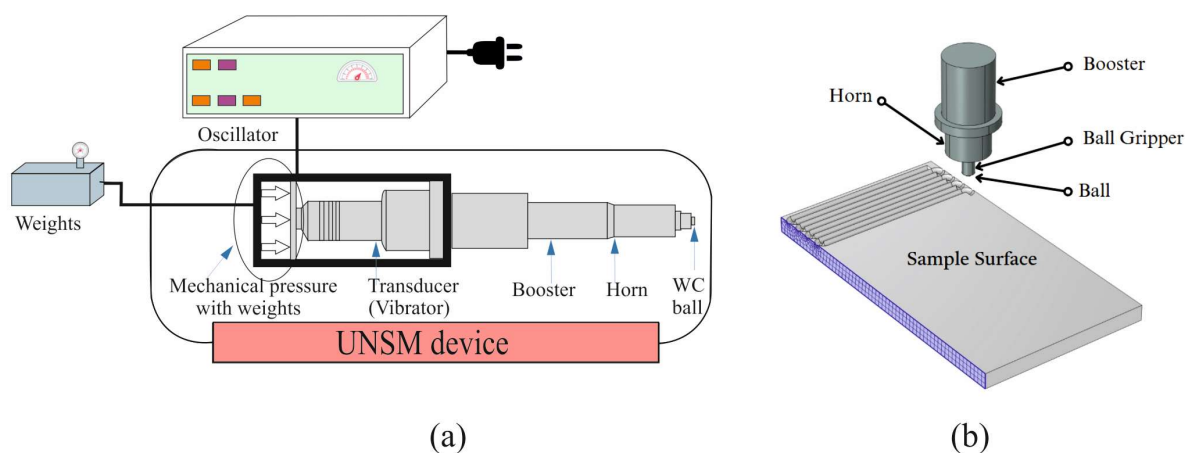 Oscillator
Weights
Mechanical pressure
with weights
Transducer
(Vibrator)
Booster
Horn
WC
ball
UNSM device
(a)
Booster
Horn
Ball Gripper
Ball
Sample Surface
(b)